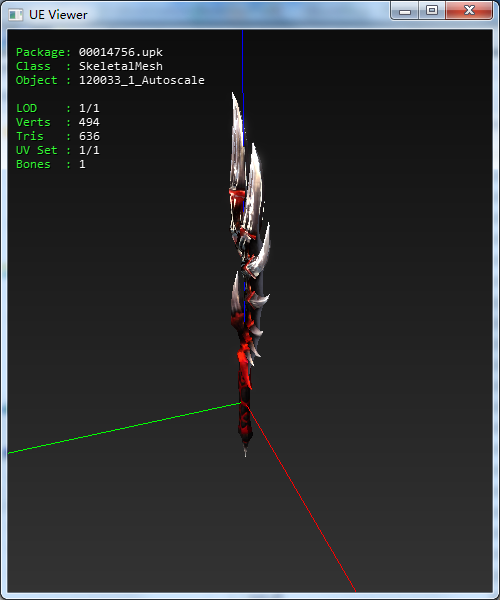 UE Viewer
Package: 00014756.upk
Class : SkeletalMesh
Object : 120033_1_Autoscale
LOD : 1/1
Verts : 494
Tris : 636
UV Set : 1/1
Bones : 1